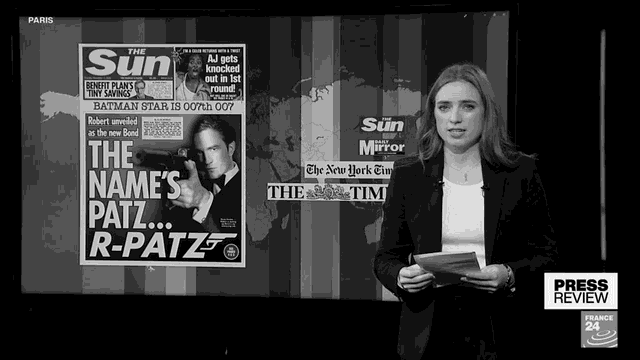 PARIS
THE
Sun
I'M A CELEB RETURNS WITH A TWIST
AJ gets
knocked
out in 1st
round!
BENEFIT PLAN'S
'TINY SAVINGS'
BATMAN STAR IS 007th 007
Robert unveiled
as the new Bond
THE
NAME'S
PATZ...
R-PATZ
THE
Sun
DAILY
Mirror
The New York Tim
THE TIM
PRESS
REVIEW
FRANCE
24